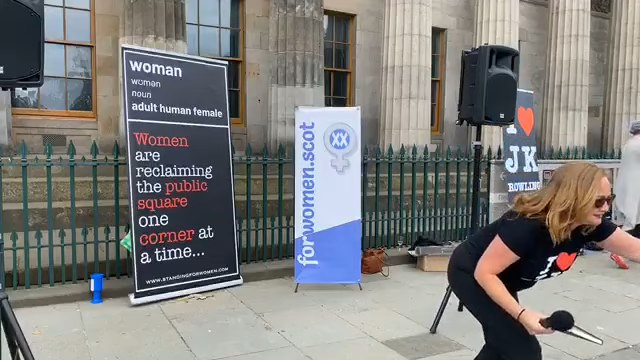 woman
women
noun
adult human female
Women
are
reclaiming
the public
square
one
corner at
a time...
WWW.STANDINGFORWOMEN.COM
forwomen.scot
XX
I ♥
JK
ROWLING
I ♥